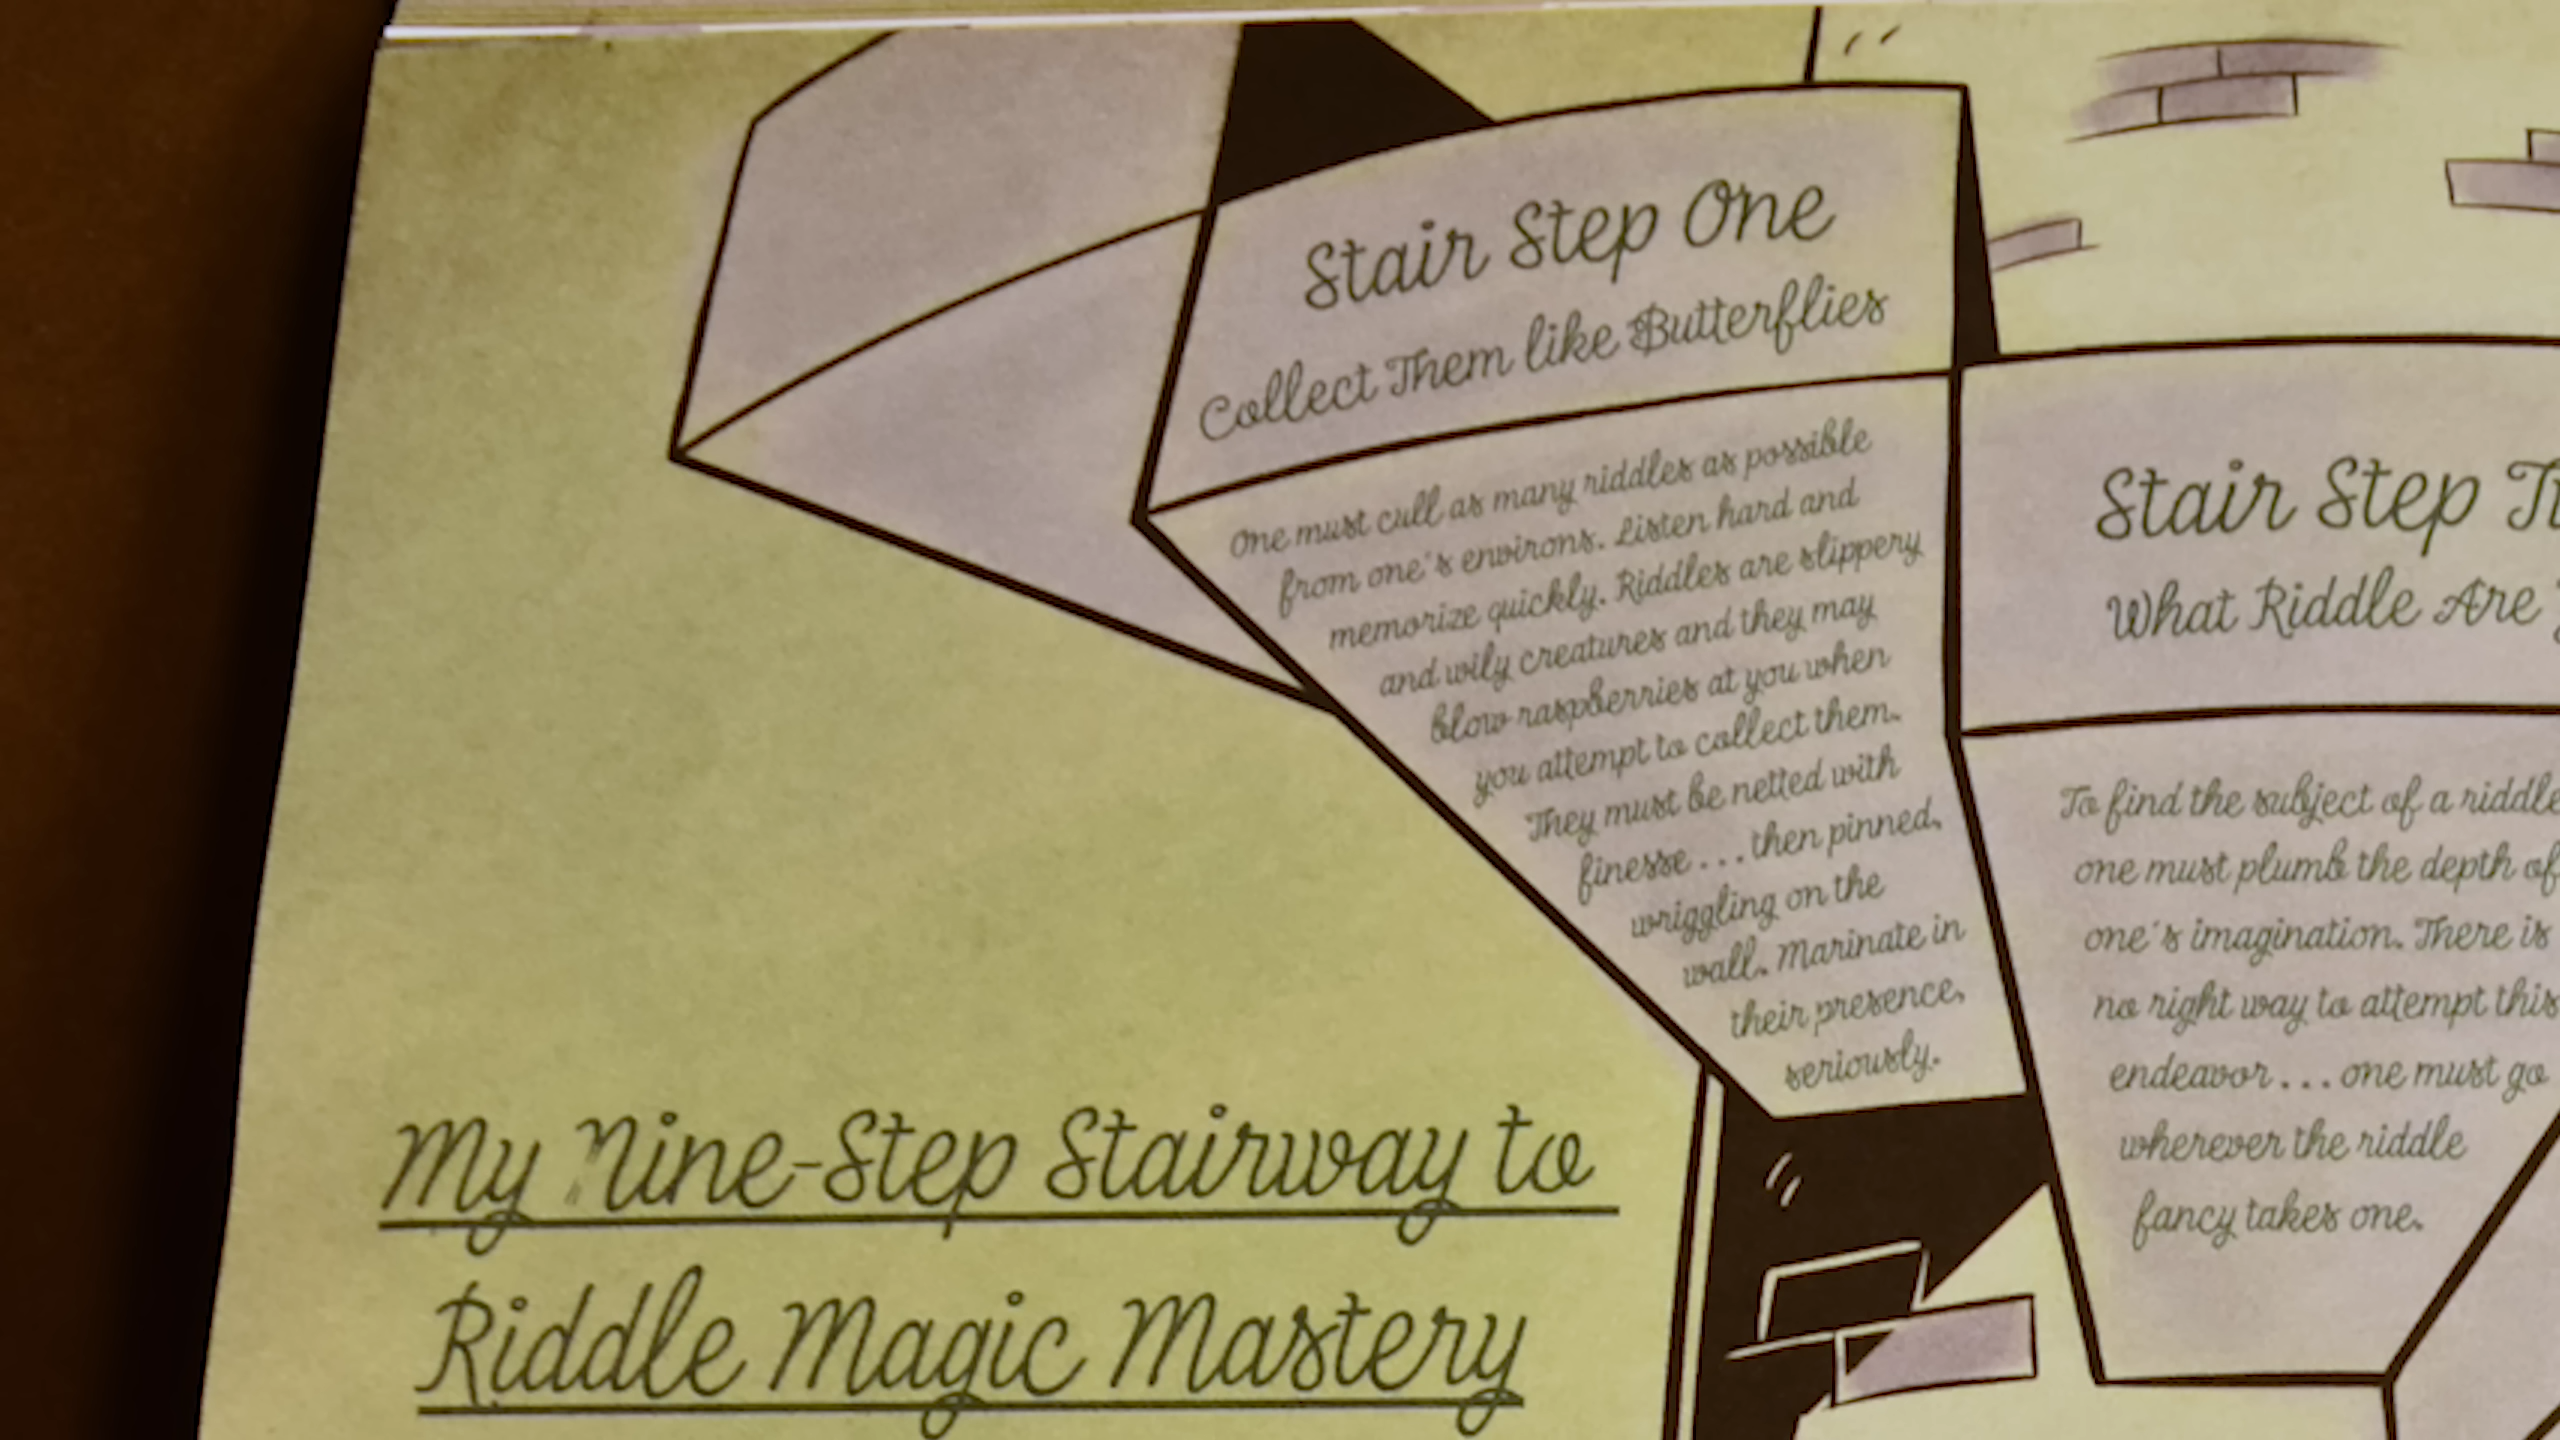 Stair Step One
Collect Them like Butterflies
One must cull as many riddles as possible
from one's environs. Listen hard and
memorize quickly. Riddles are slippery
and wily creatures and they may
blow raspberries at you when
you attempt to collect them.
They must be netted with
finesse . . . then pinned,
wriggling on the
wall. Marinate in
their presence,
seriously.
Stair Step
What Riddle Are
To find the subject of a riddle
one must plumb the depth of
one's imagination. There is
no right way to attempt this
endeavor . . . one must go
wherever the riddle
fancy takes one.
My Nine-Step Stairway to
Riddle Magic Mastery